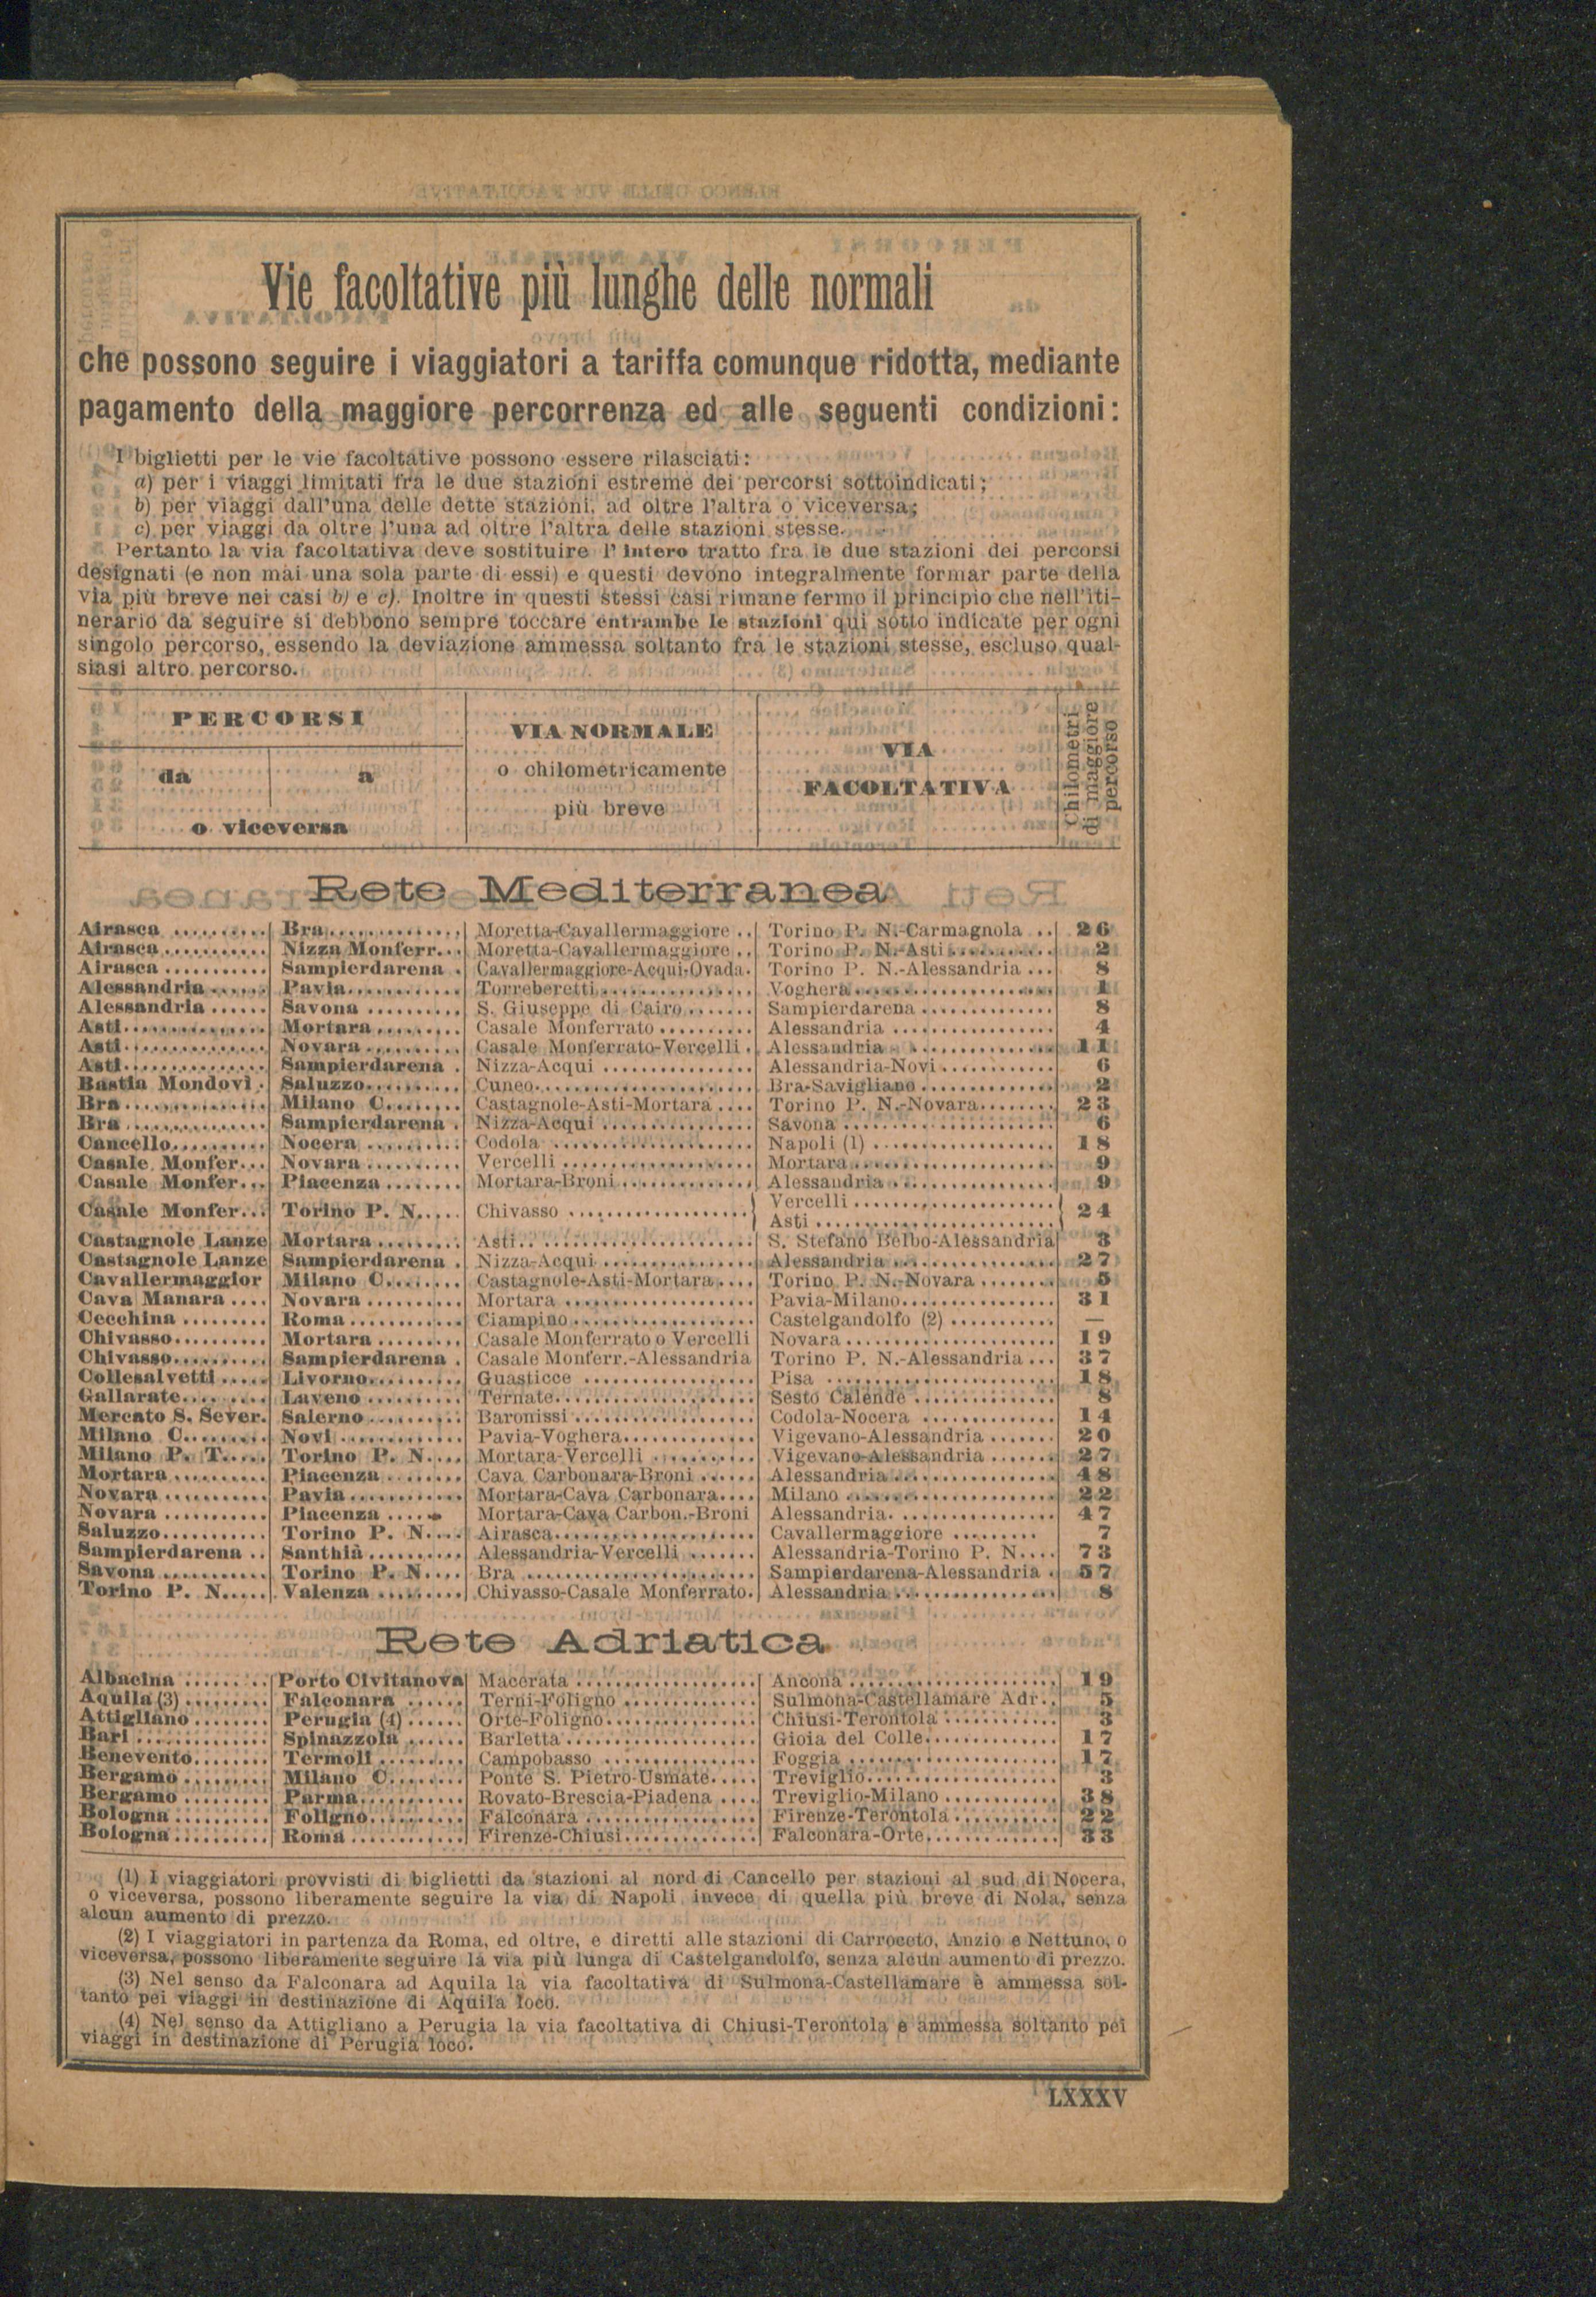 Vie facoltative più lunghe delle normali
che possono seguire i viaggiatori a tariffa comunque ridotta, mediante
pagamento della maggiore percorrenza ed alle seguenti condizioni:
I biglietti per le vie facoltative possono essere rilasciati:
a) per i viaggi limitati fra le due stazioni estreme dei percorsi sottoindicati;
b) per viaggi dall'una delle dette stazioni, ad oltre l'altra o viceversa;
c) per viaggi da oltre l'una ad oltre l'altra delle stazioni stesse.
Pertanto la via facoltativa deve sostituire l'intero tratto fra le due stazioni dei percorsi
designati (e non mai una sola parte di essi) e questi devono integralmente formar parte della
via più breve nei casi b) e c). Inoltre in questi stessi casi rimane fermo il principio che nell'iti-
nerario da seguire si debbono sempre toccare entrambe le stazioni qui sotto indicate per ogni
singolo percorso, essendo la deviazione ammessa soltanto fra le stazioni stesse, escluso qual-
siasi altro percorso.
PERCORSI
da a
o viceversa
VIA NORMALE
o chilometricamente
più breve
VIA
FACOLTATIVA
Chilometri
di maggiore
percorso
Rete Mediterranea
Airasca .......... Bra .............. Moretta-Cavallermaggiore .. Torino P. N.-Carmagnola .. 26
Airasca .......... Nizza Monferr... Moretta-Cavallermaggiore .. Torino P. N.-Asti .......... 2
Airasca .......... Sampierdarena . Cavallermaggiore-Acqui-Ovada. Torino P. N.-Alessandria ... 8
Alessandria ...... Pavia ............ Torreberetti ............... Voghera .................... 1
Alessandria ...... Savona .......... S. Giuseppe di Cairo ....... Sampierdarena .............. 8
Asti .............. Mortara ......... Casale Monferrato .......... Alessandria ................ 4
Asti .............. Novara .......... Casale Monferrato-Vercelli . Alessandria ................ 11
Asti .............. Sampierdarena . Nizza-Acqui ............... Alessandria-Novi ............ 6
Bastia Mondovì . Saluzzo .......... Cuneo ...................... Bra-Savigliano .............. 2
Bra ............... Milano C. ....... Castagnole-Asti-Mortara .... Torino P. N.-Novara ........ 23
Bra ............... Sampierdarena . Nizza-Acqui ............... Savona ..................... 6
Cancello .......... Nocera .......... Codola .................... Napoli (1) .................. 18
Casale Monfer... Novara .......... Vercelli ................... Mortara .................... 9
Casale Monfer... Piacenza ........ Mortara-Broni .............. Alessandria ................ 9
Casale Monfer... Torino P. N. .... Chivasso .................. { Vercelli ....................
Asti ........................ } 24
Castagnole Lanze Mortara ......... Asti ....................... S. Stefano Belbo-Alessandria 3
Castagnole Lanze Sampierdarena . Nizza-Acqui ............... Alessandria ................ 27
Cavallermaggior Milano C. ....... Castagnole-Asti-Mortara .... Torino P. N.-Novara ....... 5
Cava Manara .... Novara .......... Mortara ................... Pavia-Milano ............... 31
Cecchina ......... Roma ............ Ciampino .................. Castelgandolfo (2) ........... —
Chivasso .......... Mortara ......... Casale Monferrato o Vercelli Novara ..................... 19
Chivasso .......... Sampierdarena . Casale Monferr.-Alessandria Torino P. N.-Alessandria ... 37
Collesalvetti ..... Livorno .......... Guasticce ................. Pisa ....................... 18
Gallarate ......... Laveno .......... Ternate .................... Sesto Calende .............. 8
Mercato S. Sever. Salerno .......... Baronissi .................. Codola-Nocera ............. 14
Milano C. ........ Novi ............. Pavia-Voghera ............. Vigevano-Alessandria ....... 20
Milano P. T. ..... Torino P. N. .... Mortara-Vercelli ........... Vigevano-Alessandria ....... 27
Mortara .......... Piacenza ........ Cava Carbonara-Broni ...... Alessandria ................ 48
Novara ........... Pavia ............ Mortara-Cava Carbonara .... Milano ..................... 22
Novara ........... Piacenza ........ Mortara-Cava Carbon.-Broni Alessandria. ................ 47
Saluzzo ........... Torino P. N. .... Airasca .................... Cavallermaggiore ......... 7
Sampierdarena .. Santhià .......... Alessandria-Vercelli ....... Alessandria-Torino P. N. ... 73
Savona ........... Torino P. N. .... Bra ........................ Sampierdarena-Alessandria . 57
Torino P. N. .... Valenza ......... Chivasso-Casale Monferrato. Alessandria ................ 8
Rete Adriatica
Albacina ......... Porto Civitanova Macerata ................... Ancona ..................... 19
Aquila (3) ........ Falconara ...... Terni-Foligno .............. Sulmona-Castellamare Adr.. 5
Attigliano ........ Perugia (4) ...... Orte-Foligno ............... Chiusi-Terontola ............ 3
Bari .............. Spinazzola ...... Barletta .................... Gioia del Colle .............. 17
Benevento ........ Termoli ......... Campobasso ............... Foggia ..................... 17
Bergamo ......... Milano C. ....... Ponte S. Pietro-Usmate ..... Treviglio .................... 3
Bergamo ......... Parma ........... Rovato-Brescia-Piadena .... Treviglio-Milano ............ 38
Bologna .......... Foligno .......... Falconara .................. Firenze-Terontola ........... 22
Bologna .......... Roma ............ Firenze-Chiusi .............. Falconara-Orte .............. 33
(1) I viaggiatori provvisti di biglietti da stazioni al nord di Cancello per stazioni al sud di Nocera,
o viceversa, possono liberamente seguire la via di Napoli invece di quella più breve di Nola, senza
alcun aumento di prezzo.
(2) I viaggiatori in partenza da Roma, ed oltre, e diretti alle stazioni di Carroceto, Anzio e Nettuno, o
viceversa, possono liberamente seguire la via più lunga di Castelgandolfo, senza alcun aumento di prezzo.
(3) Nel senso da Falconara ad Aquila la via facoltativa di Sulmona-Castellamare è ammessa sol-
tanto pei viaggi in destinazione di Aquila loco.
(4) Nel senso da Attigliano a Perugia la via facoltativa di Chiusi-Terontola è ammessa soltanto pei
viaggi in destinazione di Perugia loco.
LXXXV